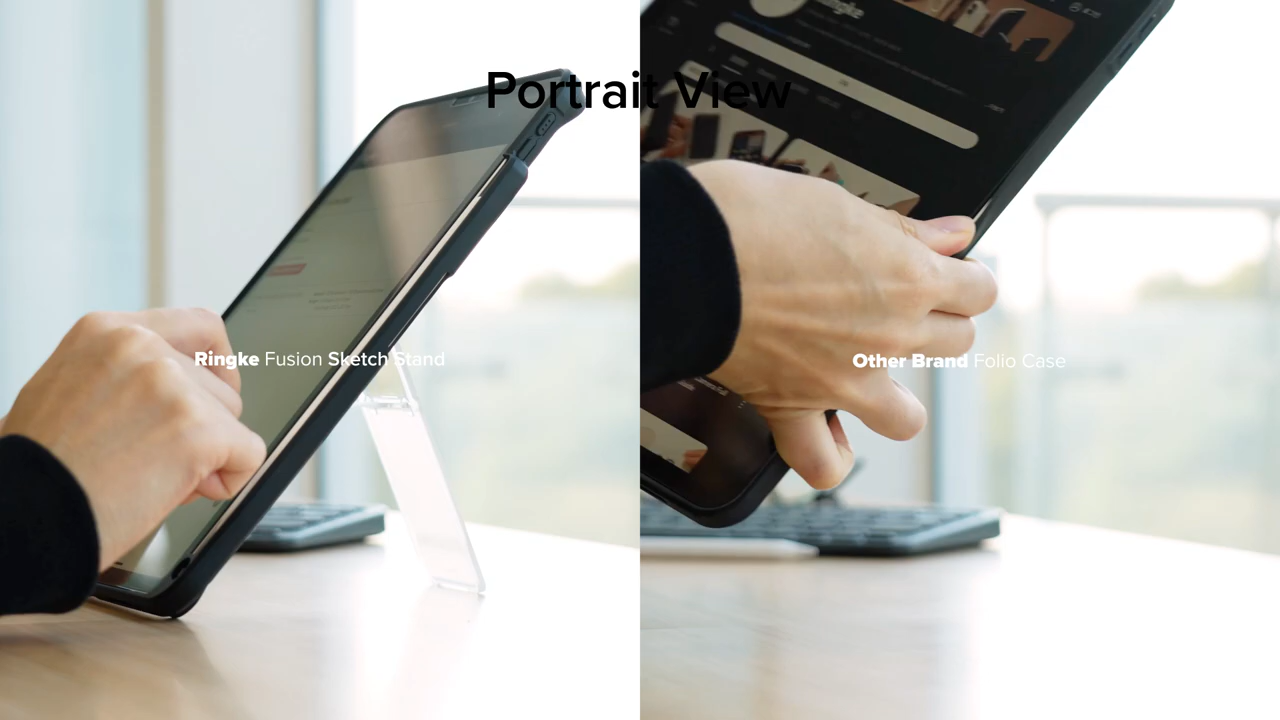 Portrait View
Ringke Fusion Sketch Stand
Other Brand Folio Case